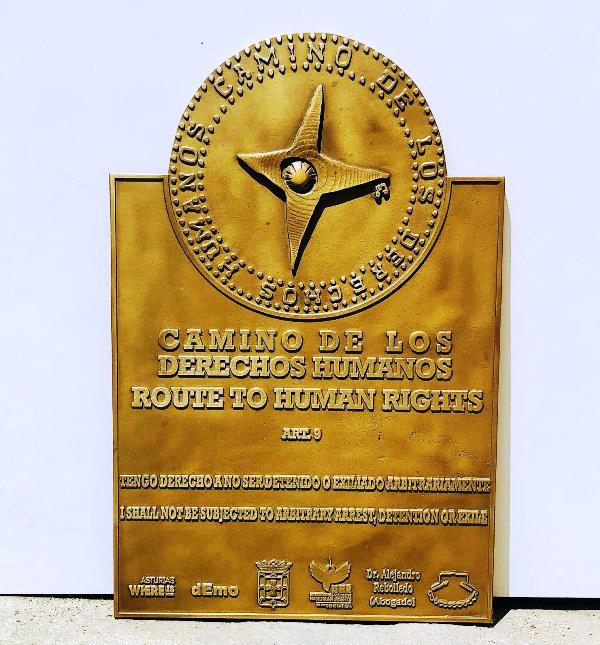 CAMINO DE LOS DERECHOS HUMANOS
CAMINO DE LOS
DERECHOS HUMANOS
ROUTE TO HUMAN RIGHTS
ART. 9
TENGO DERECHO A NO SER DETENIDO O EXILIADO ARBITRARIAMENTE
I SHALL NOT BE SUBJECTED TO ARBITRARY ARREST, DETENTION OR EXILE
ASTURIAS
WHERE IS
dEmo
Dr. Alejandro
Rebolledo
(Abogado)